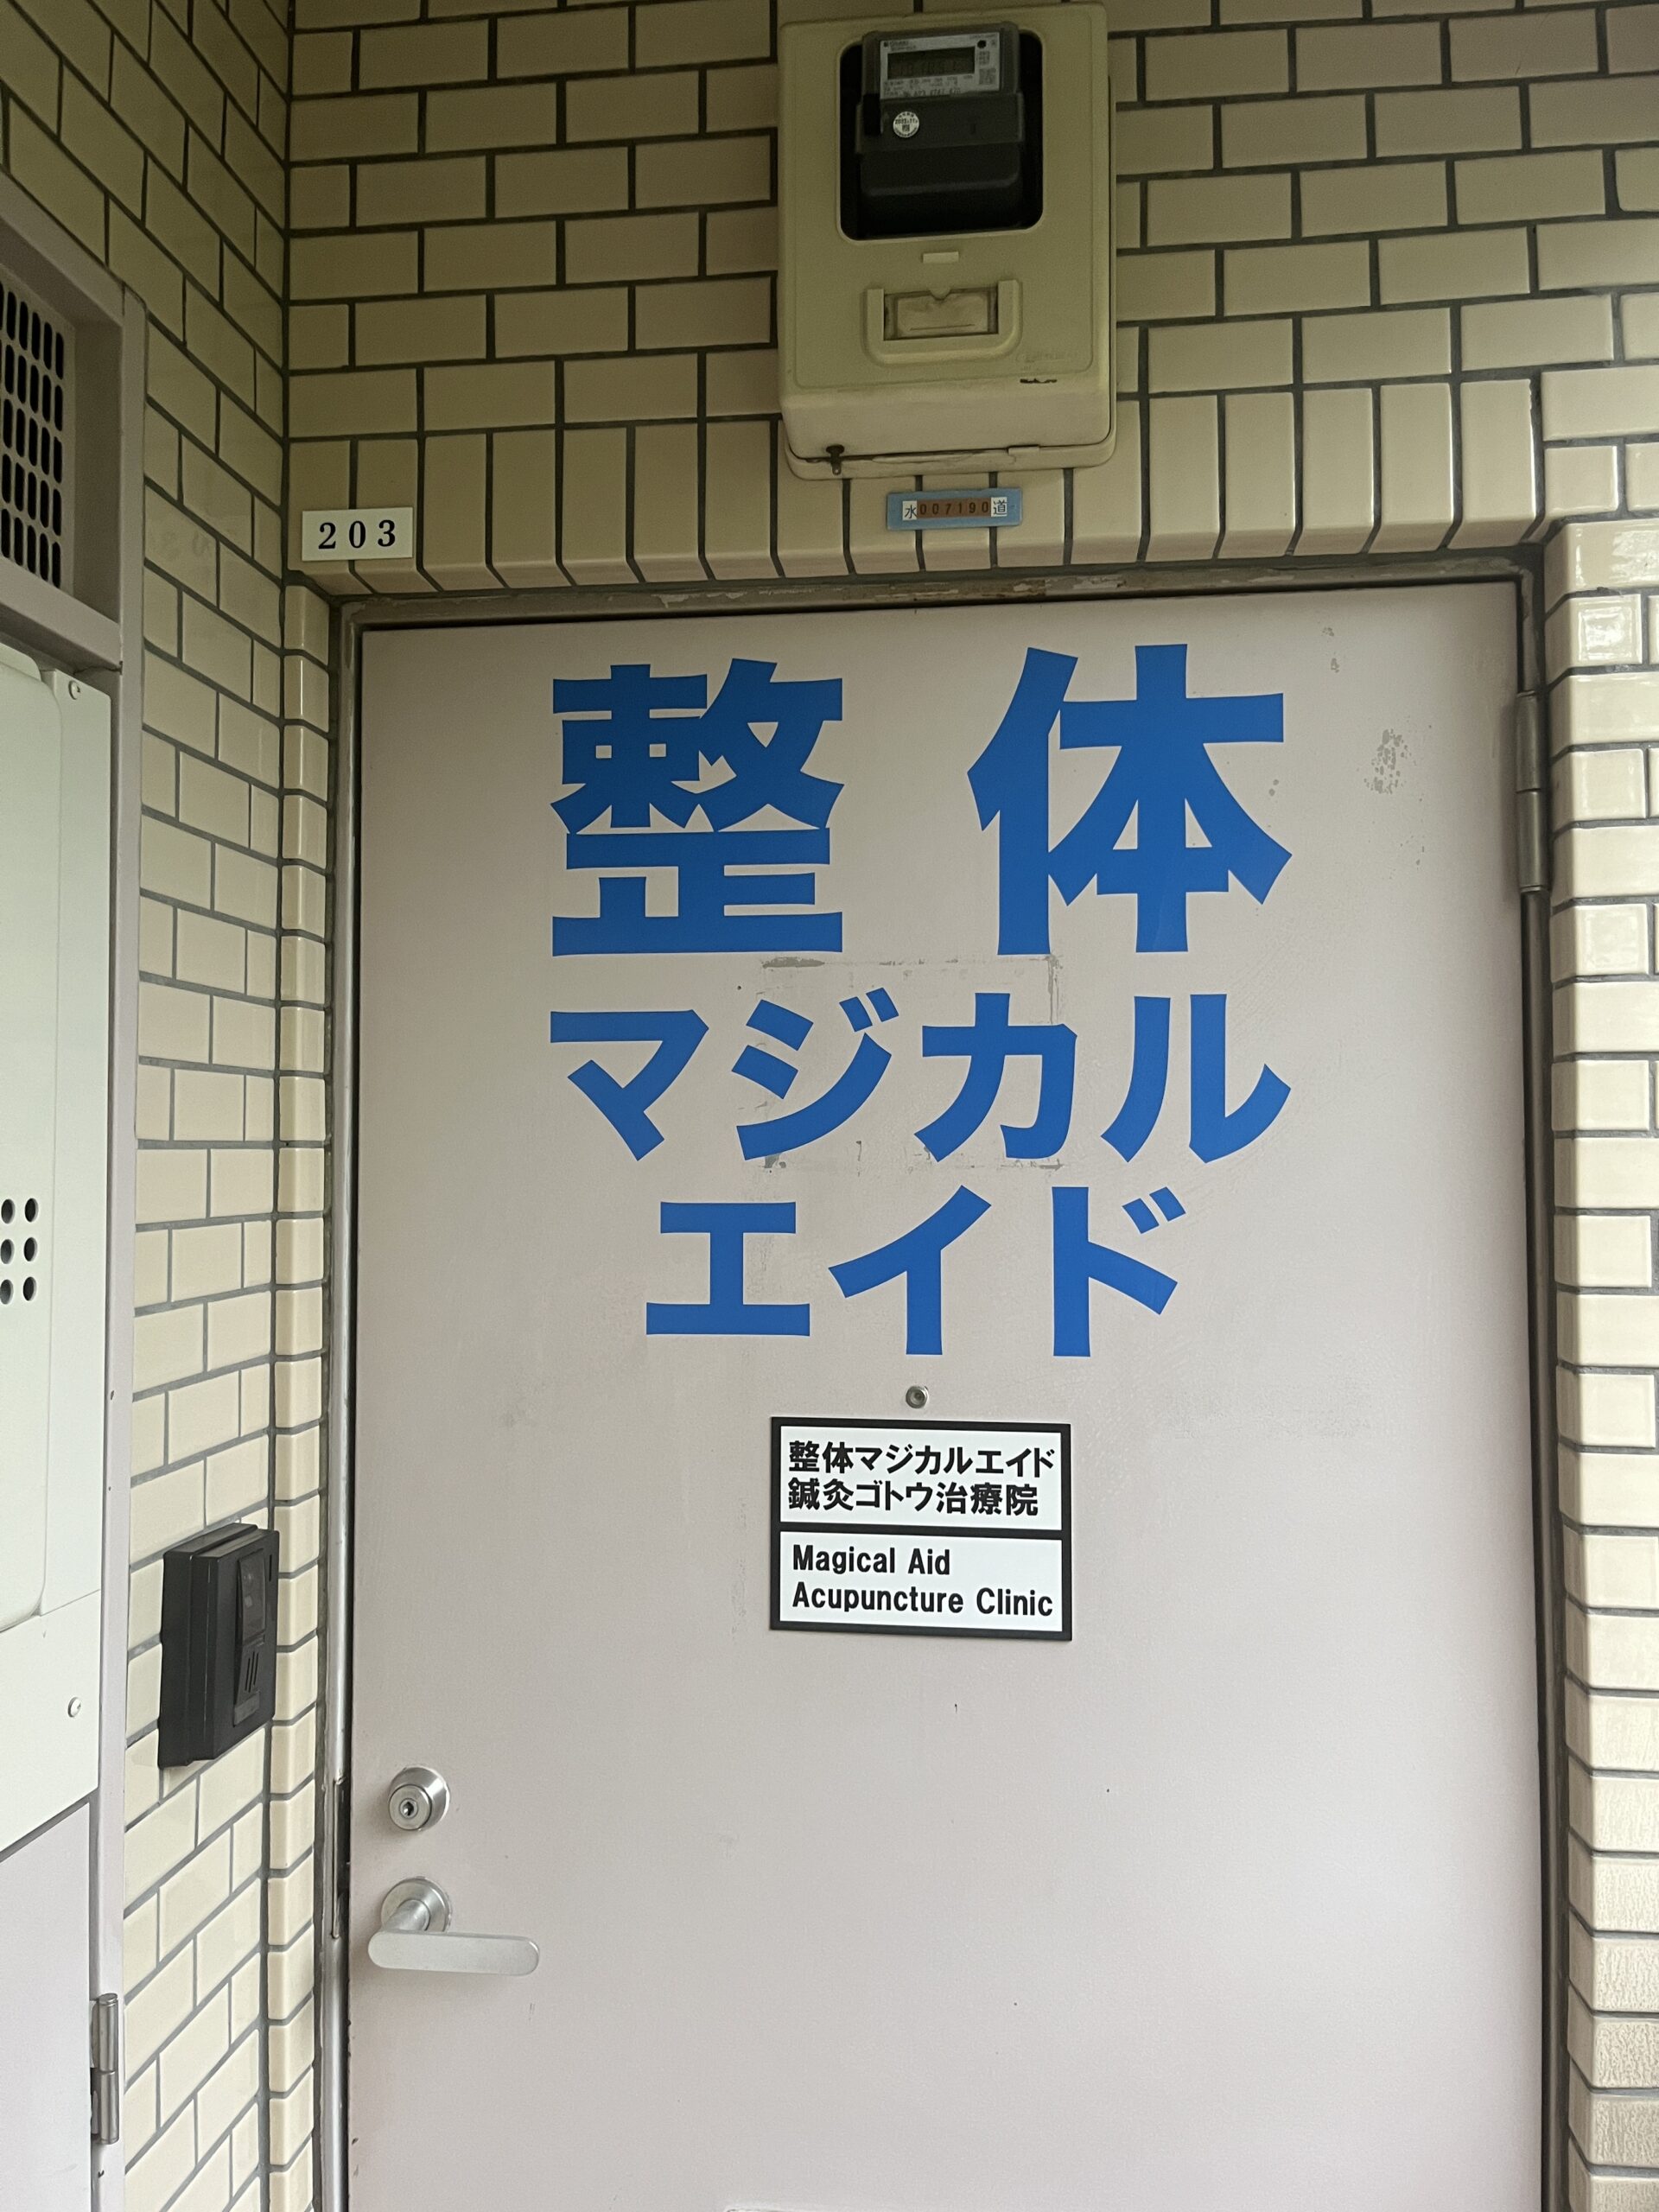 203
水007190道
整体
マジカル
エイド
整体マジカルエイド
鍼灸ゴトウ治療院
Magical Aid
Acupuncture Clinic